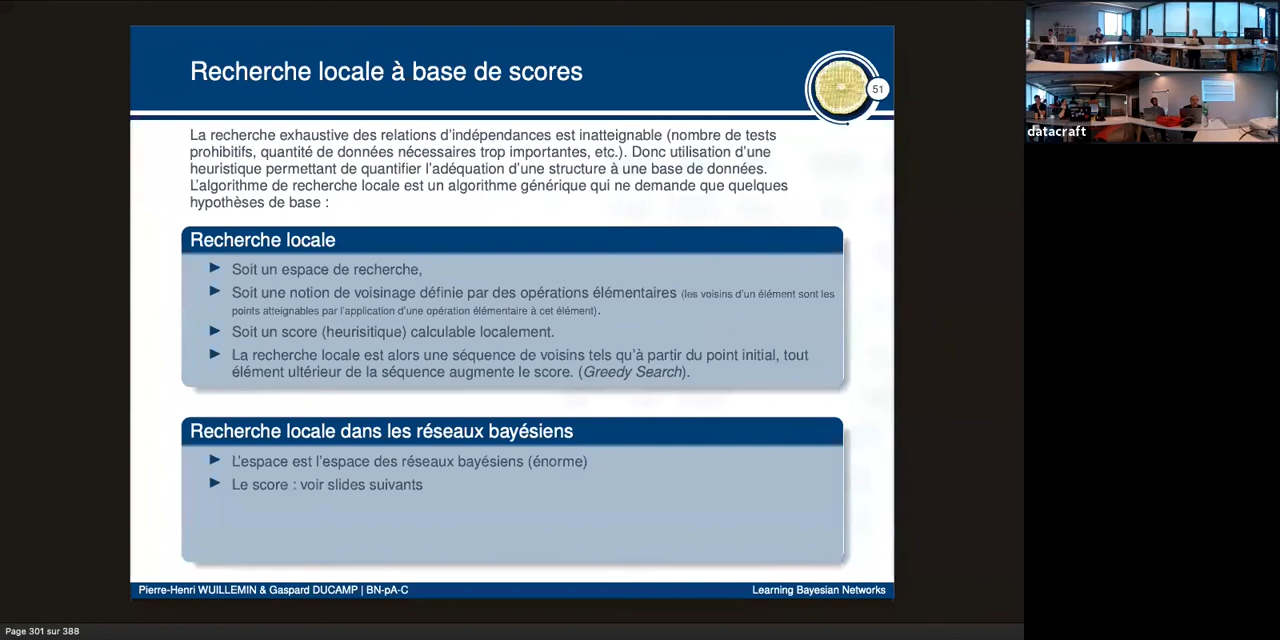 Recherche locale à base de scores
51
La recherche exhaustive des relations d'indépendances est inatteignable (nombre de tests
prohibitifs, quantité de données nécessaires trop importantes, etc.). Donc utilisation d'une
heuristique permettant de quantifier l'adéquation d'une structure à une base de données.
L'algorithme de recherche locale est un algorithme générique qui ne demande que quelques
hypothèses de base :
Recherche locale
► Soit un espace de recherche,
► Soit une notion de voisinage définie par des opérations élémentaires (les voisins d'un élément sont les
points atteignables par l'application d'une opération élémentaire à cet élément).
► Soit un score (heurisitique) calculable localement.
► La recherche locale est alors une séquence de voisins tels qu'à partir du point initial, tout
élément ultérieur de la séquence augmente le score. (Greedy Search).
Recherche locale dans les réseaux bayésiens
► L'espace est l'espace des réseaux bayésiens (énorme)
► Le score : voir slides suivants
Pierre-Henri WUILLEMIN & Gaspard DUCAMP | BN-pA-C
Learning Bayesian Networks
Page 301 sur 388
datacraft